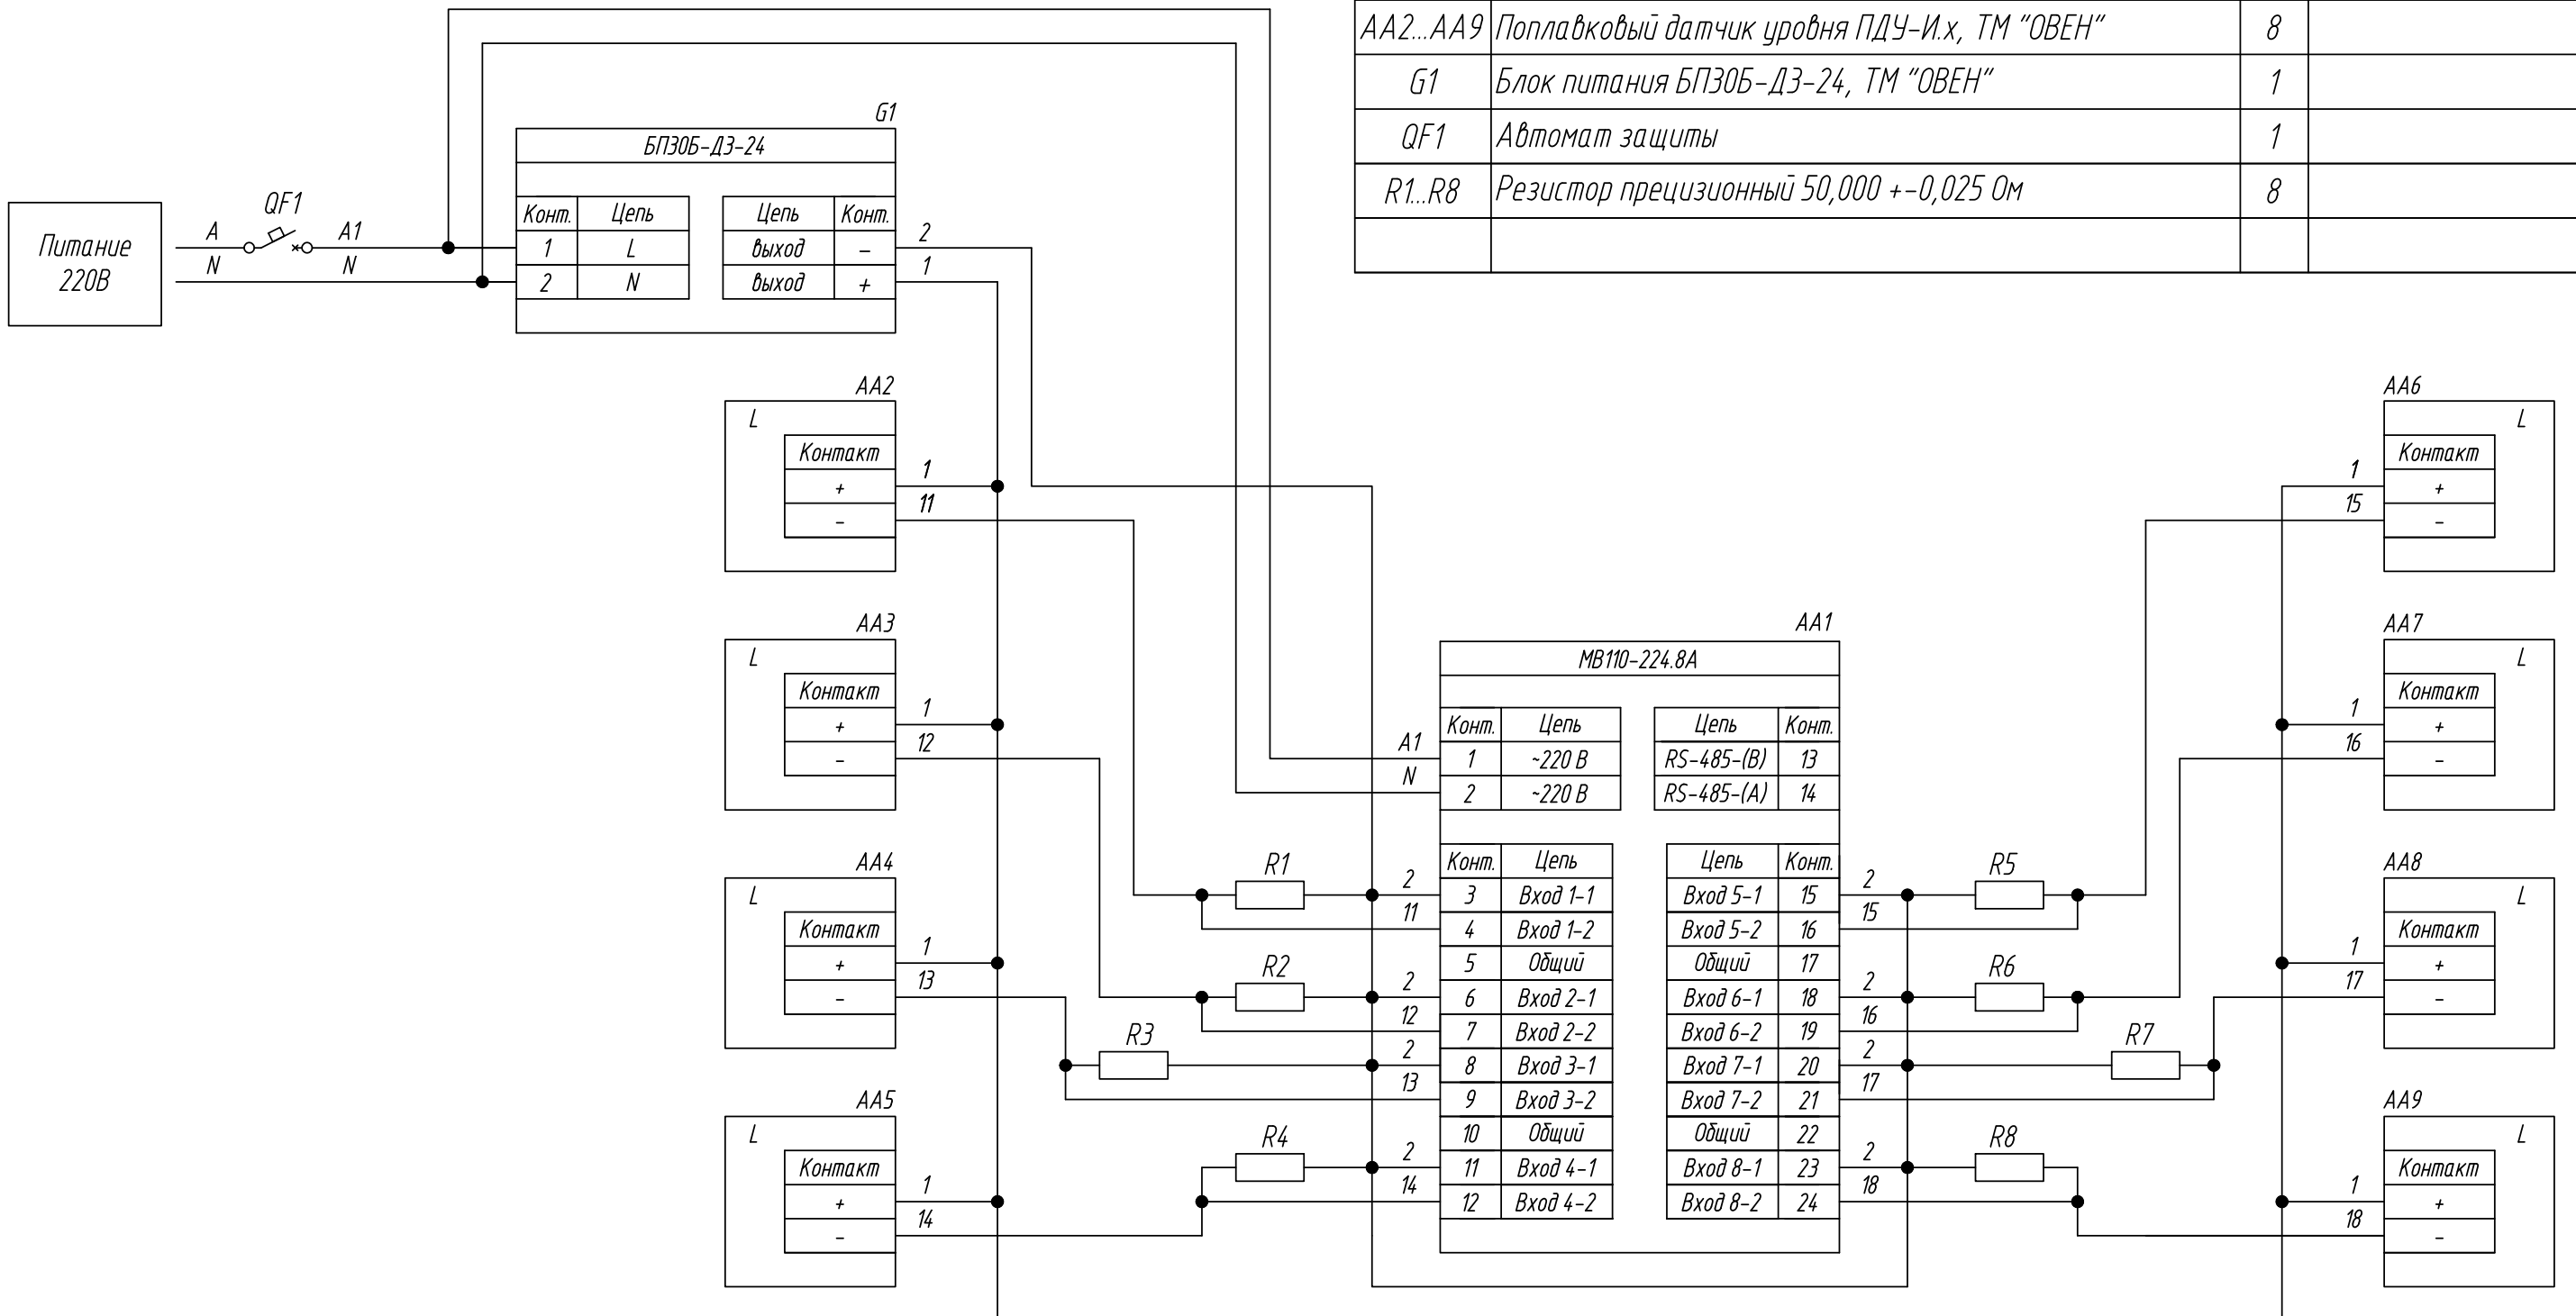 АА2...АА9 Поплавковый датчик уровня ПДУ-И.х, ТМ "ОВЕН" 8
G1 Блок питания БП30Б-Д3-24, ТМ "ОВЕН" 1
QF1 Автомат защиты 1
R1...R8 Резистор прецизионный 50,000 +-0,025 Ом 8
Питание
220В
A QF1 A1
N N
G1
БП30Б-Д3-24
Конт. Цепь Цепь Конт.
1 L выход - 2
2 N выход + 1
AA2
L
Контакт
+ 1
- 11
AA3
L
Контакт
+ 1
- 12
AA4
L
Контакт
+ 1
- 13
AA5
L
Контакт
+ 1
- 14
R1
R2
R3
R4
AA1
МВ110-224.8А
Конт. Цепь Цепь Конт.
A1 1 ~220 В RS-485-(B) 13
N 2 ~220 В RS-485-(A) 14
Конт. Цепь Цепь Конт.
2 3 Вход 1-1 Вход 5-1 15 2
11 4 Вход 1-2 Вход 5-2 16 15
5 Общий Общий 17
2 6 Вход 2-1 Вход 6-1 18 2
12 7 Вход 2-2 Вход 6-2 19 16
2 8 Вход 3-1 Вход 7-1 20 2
13 9 Вход 3-2 Вход 7-2 21 17
10 Общий Общий 22
2 11 Вход 4-1 Вход 8-1 23 2
14 12 Вход 4-2 Вход 8-2 24 18
R5
R6
R7
R8
AA6
L
Контакт
1 +
15 -
AA7
L
Контакт
1 +
16 -
AA8
L
Контакт
1 +
17 -
AA9
L
Контакт
1 +
18 -